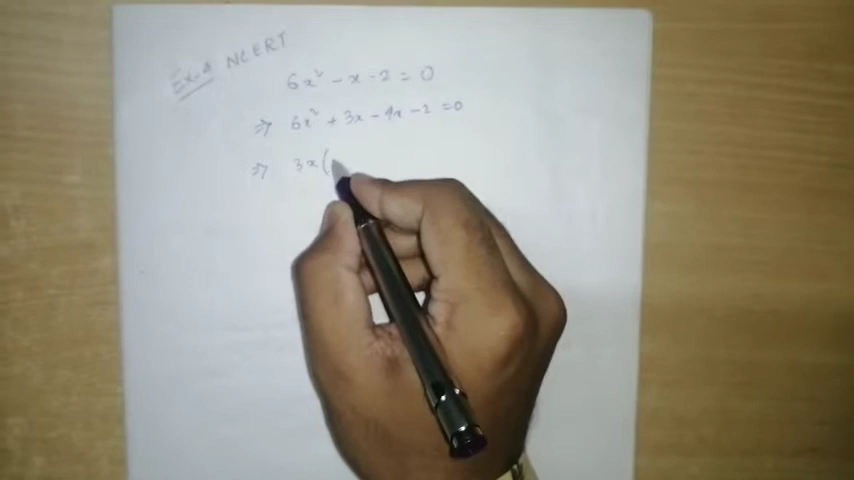 Ex-4 NCERT
6x² - x - 2 = 0
⇒ 6x² + 3x - 4x - 2 = 0
⇒ 3x(